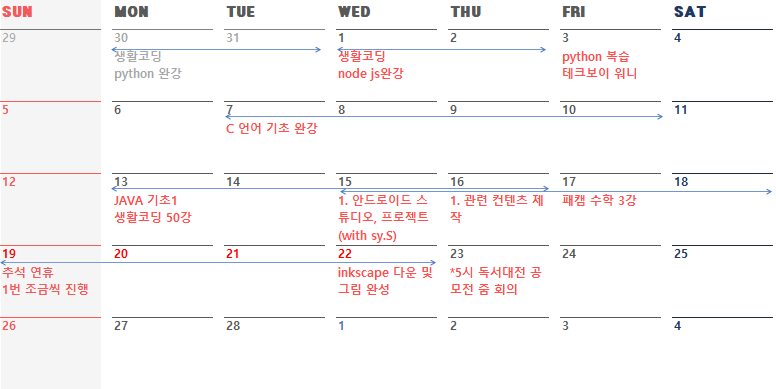 SUN MON TUE WED THU FRI SAT
29 30 31 1 2 3 4
생활코딩
python 완강
생활코딩
node js완강
python 복습
테크보이 워니
5 6 7 8 9 10 11
C 언어 기초 완강
12 13 14 15 16 17 18
JAVA 기초1
생활코딩 50강
1. 안드로이드 스
튜디오, 프로젝트
(with sy.S)
1. 관련 컨텐츠 제
작
패캠 수학 3강
19 20 21 22 23 24 25
추석 연휴
1번 조금씩 진행
inkscape 다운 및
그림 완성
*5시 독서대전 공
모전 줌 회의
26 27 28 1 2 3 4